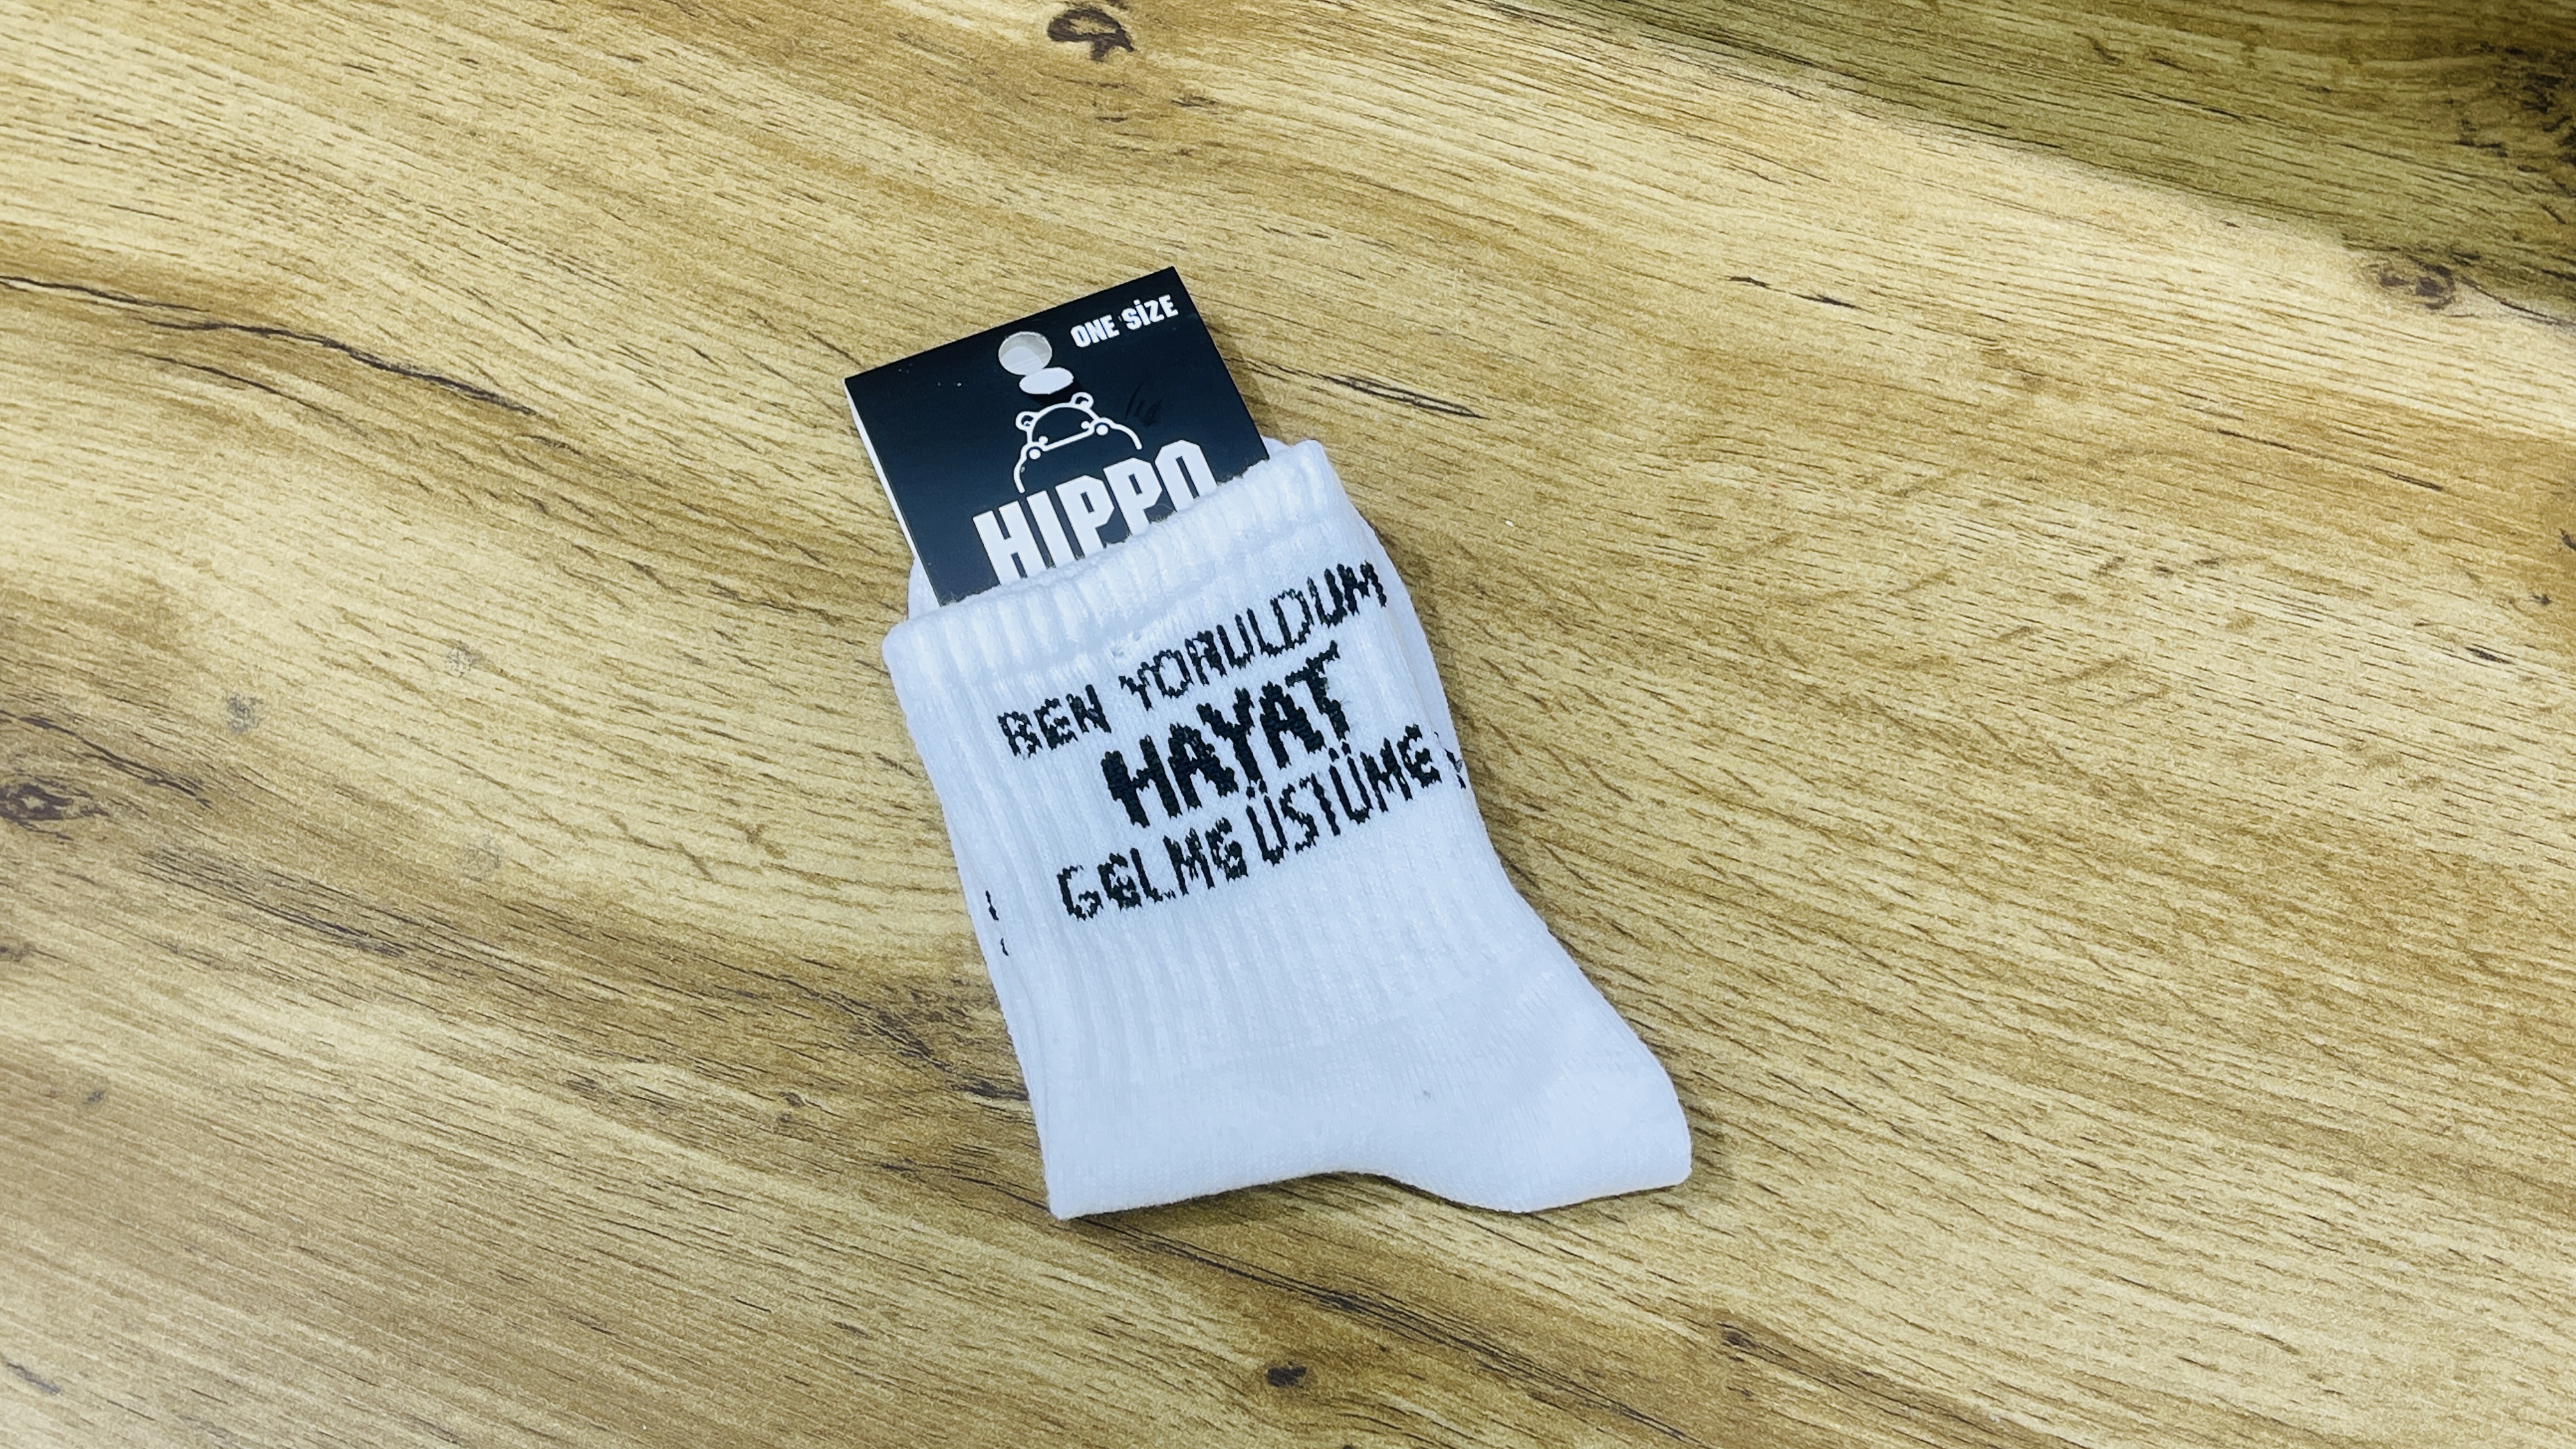 ONE SİZE
HIPPO
BEN YORULDUM
HAYAT
GELME ÜSTÜME